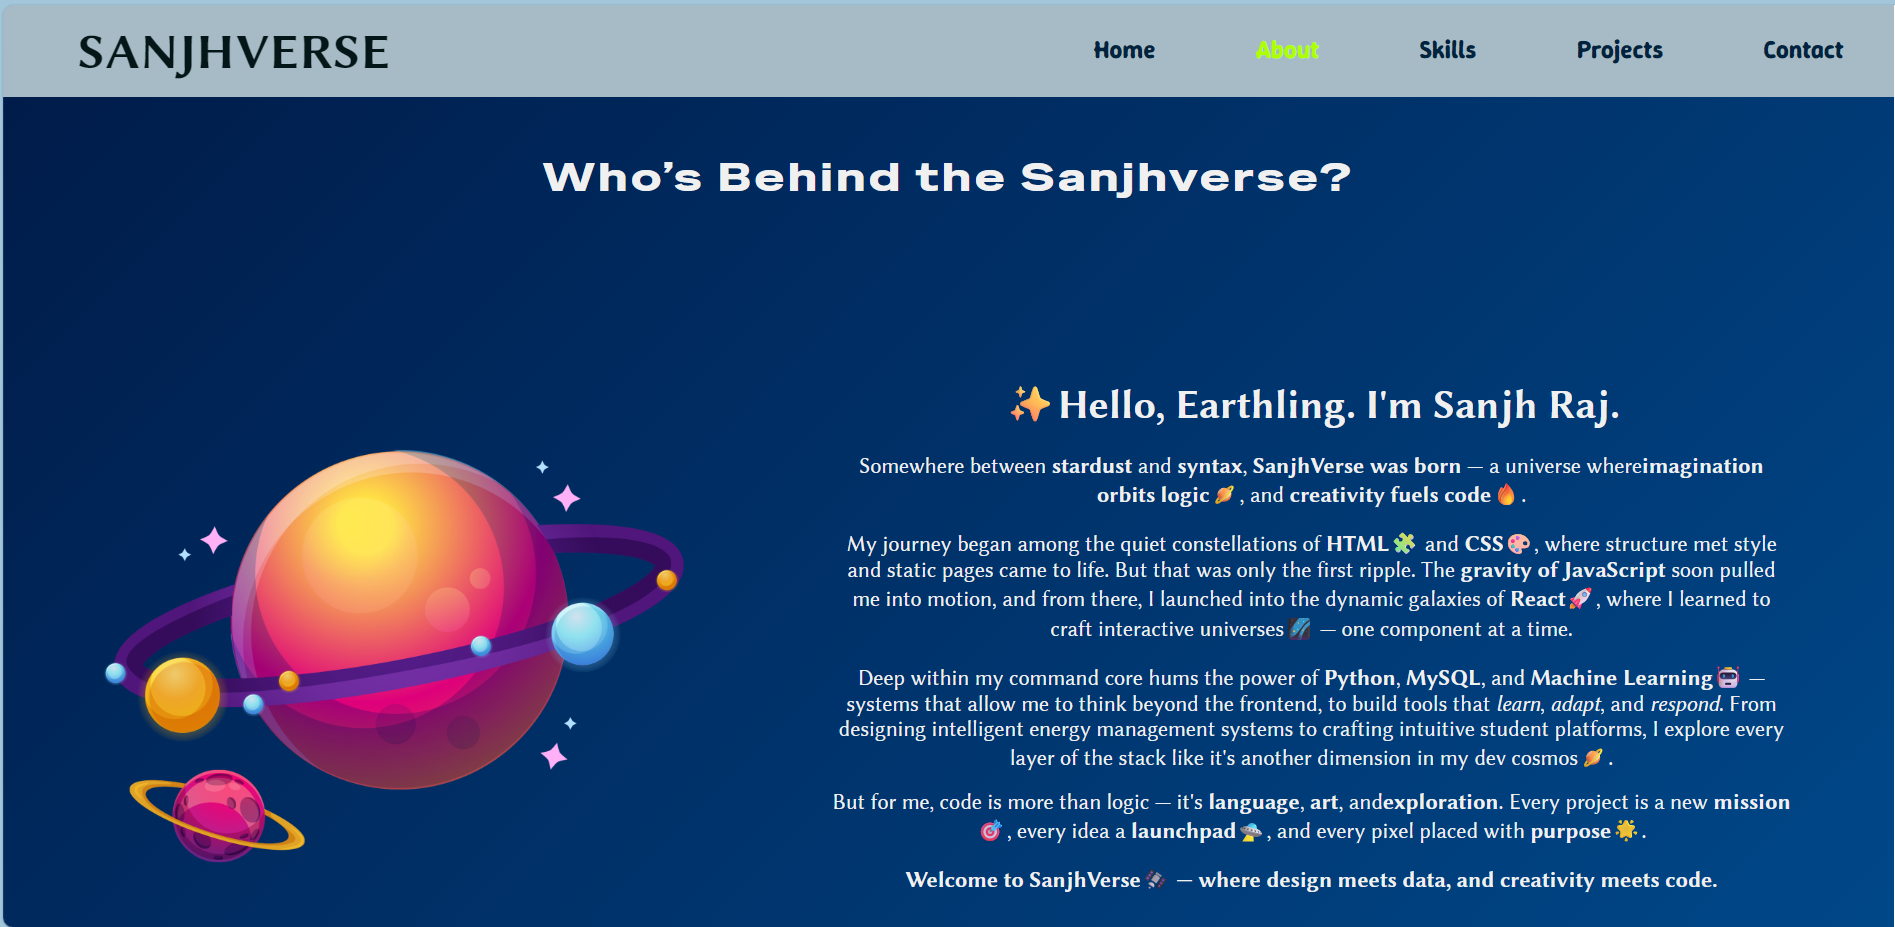 SANJHVERSE
Home About Skills Projects Contact
Who's Behind the Sanjhverse?
✨Hello, Earthling. I'm Sanjh Raj.
Somewhere between stardust and syntax, SanjhVerse was born — a universe whereimagination
orbits logic 🪐 , and creativity fuels code 🔥 .
My journey began among the quiet constellations of HTML 🧩 and CSS 🎨 , where structure met style
and static pages came to life. But that was only the first ripple. The gravity of JavaScript soon pulled
me into motion, and from there, I launched into the dynamic galaxies of React 🚀 , where I learned to
craft interactive universes 🌌 — one component at a time.
Deep within my command core hums the power of Python, MySQL, and Machine Learning 🤖 —
systems that allow me to think beyond the frontend, to build tools that learn, adapt, and respond. From
designing intelligent energy management systems to crafting intuitive student platforms, I explore every
layer of the stack like it's another dimension in my dev cosmos 🪐 .
But for me, code is more than logic — it's language, art, andexploration. Every project is a new mission
🎯 , every idea a launchpad 🛸 , and every pixel placed with purpose 🌟 .
Welcome to SanjhVerse 🛰️ — where design meets data, and creativity meets code.